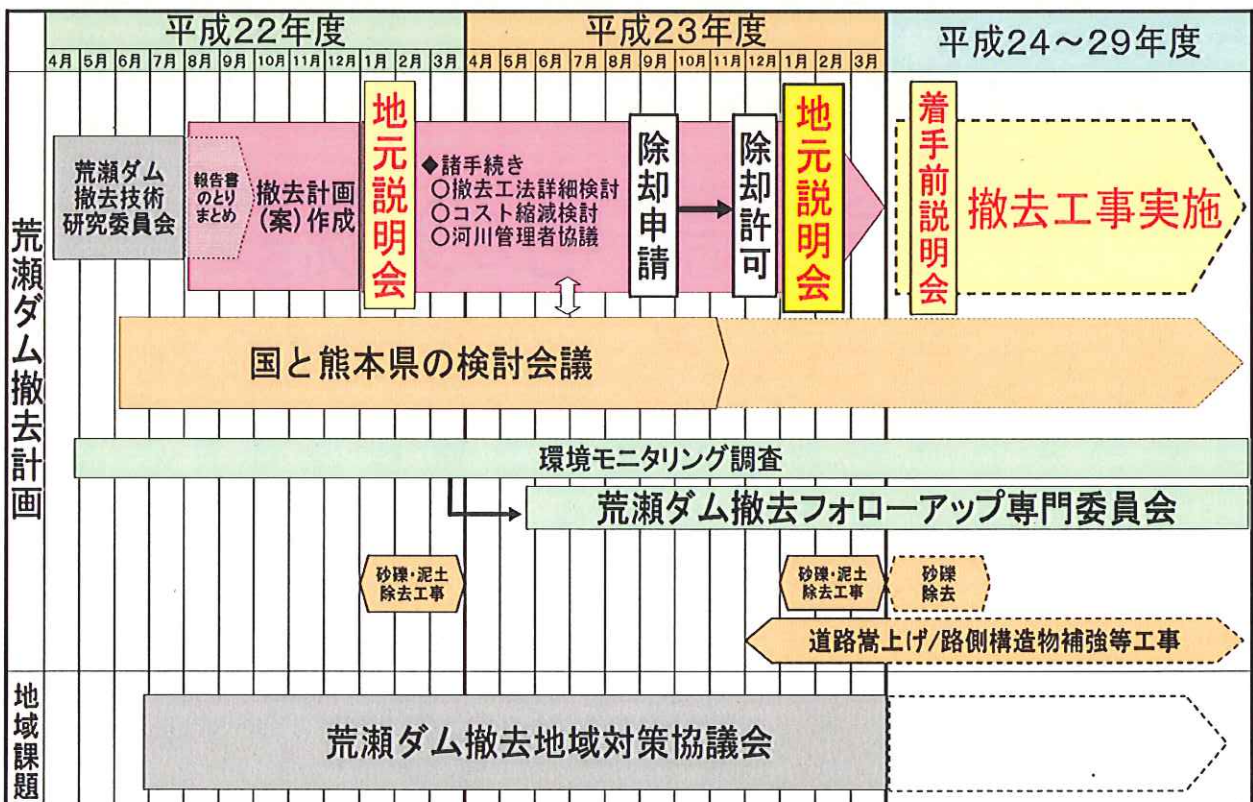 平成22年度
平成23年度
平成24～29年度
4月 5月 6月 7月 8月 9月 10月 11月 12月 1月 2月 3月 4月 5月 6月 7月 8月 9月 10月 11月 12月 1月 2月 3月
荒瀬ダム撤去計画
荒瀬ダム
撤去技術
研究委員会
報告書
のとり
まとめ
撤去計画
(案)作成
地元説明会
◆諸手続き
○撤去工法詳細検討
○コスト縮減検討
○河川管理者協議
除却申請
除却許可
地元説明会
着手前説明会
撤去工事実施
国と熊本県の検討会議
環境モニタリング調査
荒瀬ダム撤去フォローアップ専門委員会
砂礫・泥土
除去工事
砂礫・泥土
除去工事
砂礫
除去
道路嵩上げ/路側構造物補強等工事
地域課題
荒瀬ダム撤去地域対策協議会